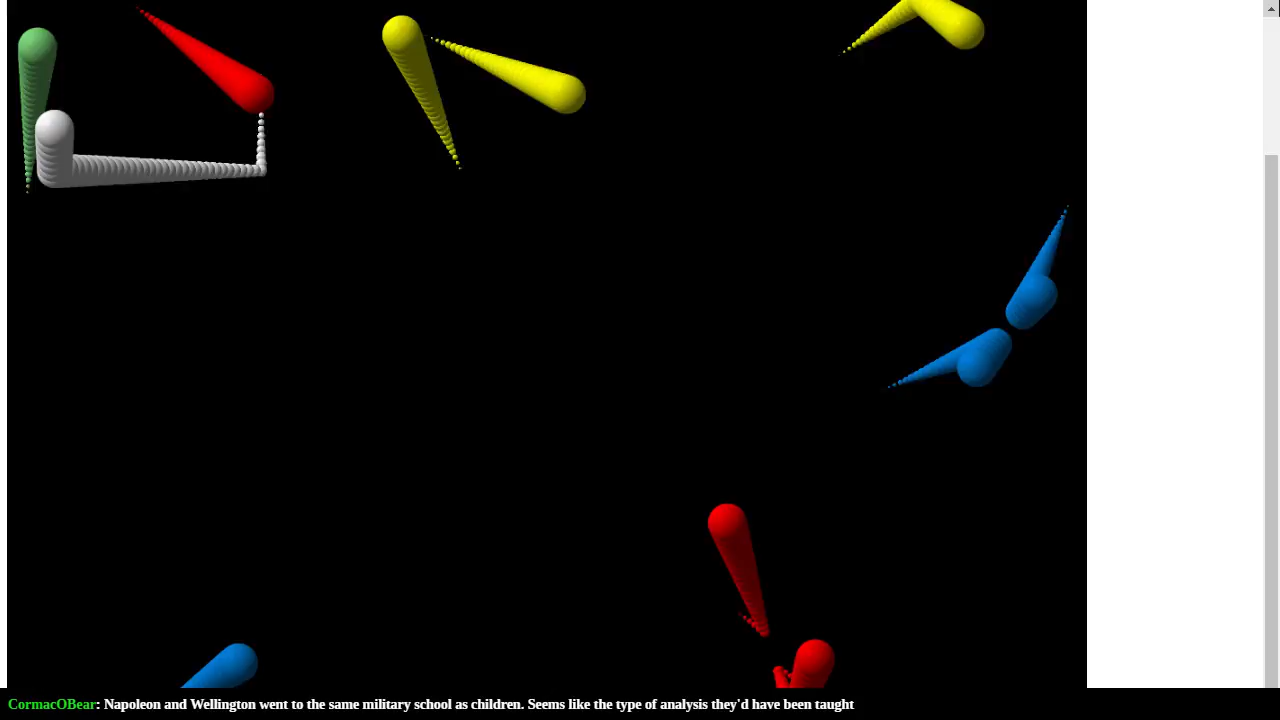 CormacOBear: Napoleon and Wellington went to the same military school as children. Seems like the type of analysis they'd have been taught